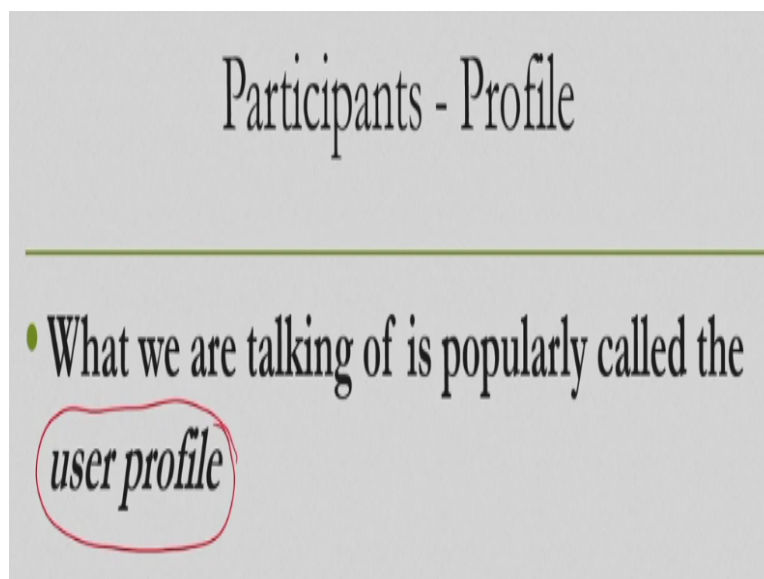 Participants - Profile
• What we are talking of is popularly called the
user profile